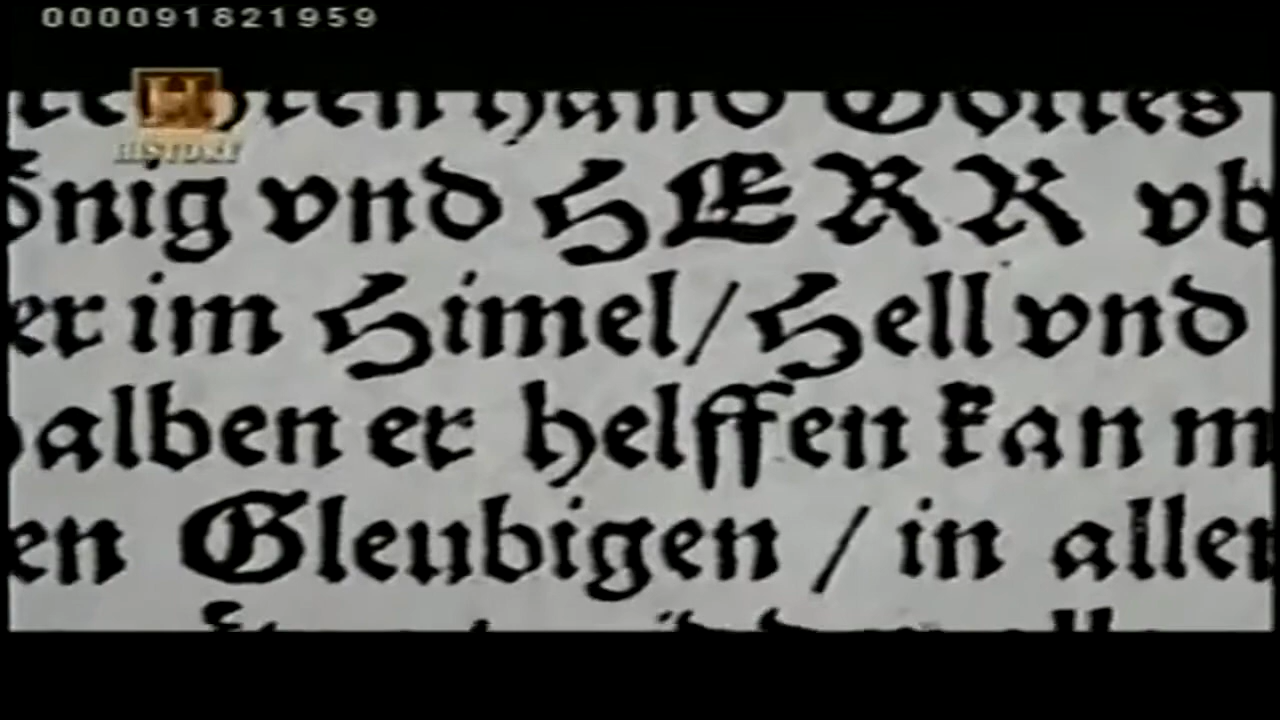 000091821959
HISTORY
hand Gottes
önig vnd HERR vb
er im Himel/Hell vnd
halben er helffen kan m
en Gleubigen / in aller